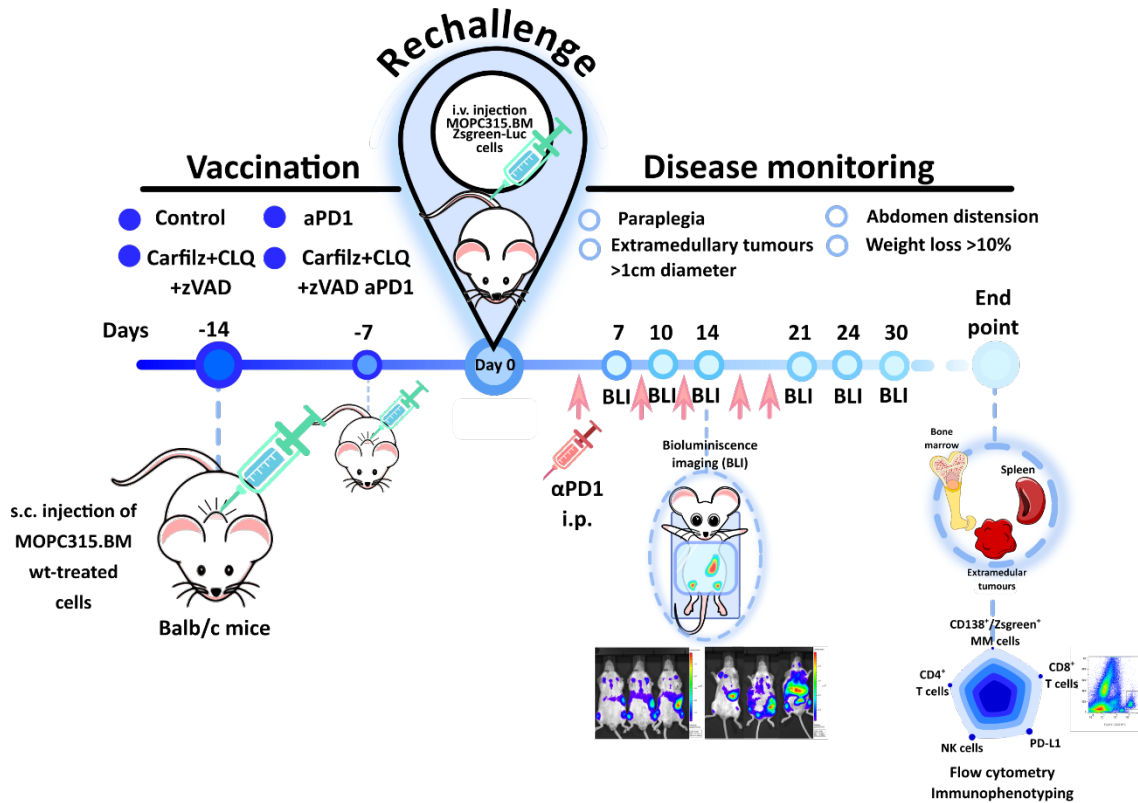 Rechallenge
i.v. injection
MOPC315.BM
Zsgreen-Luc
cells
Vaccination
Control
aPD1
Carfilz+CLQ
+zVAD
Carfilz+CLQ
+zVAD aPD1
Disease monitoring
Paraplegia
Abdomen distension
Extramedullary tumours
>1cm diameter
Weight loss >10%
Days
-14
-7
Day 0
7
10
14
21
24
30
End
point
BLI
BLI
BLI
BLI
BLI
BLI
s.c. injection of
MOPC315.BM
wt-treated
cells
Balb/c mice
αPD1
i.p.
Bioluminiscence
imaging (BLI)
Bone
marrow
Spleen
Extramedular
tumours
CD138⁺/Zsgreen⁺
MM cells
CD4⁺
T cells
CD8⁺
T cells
NK cells
PD-L1
Flow cytometry
Immunophenotyping